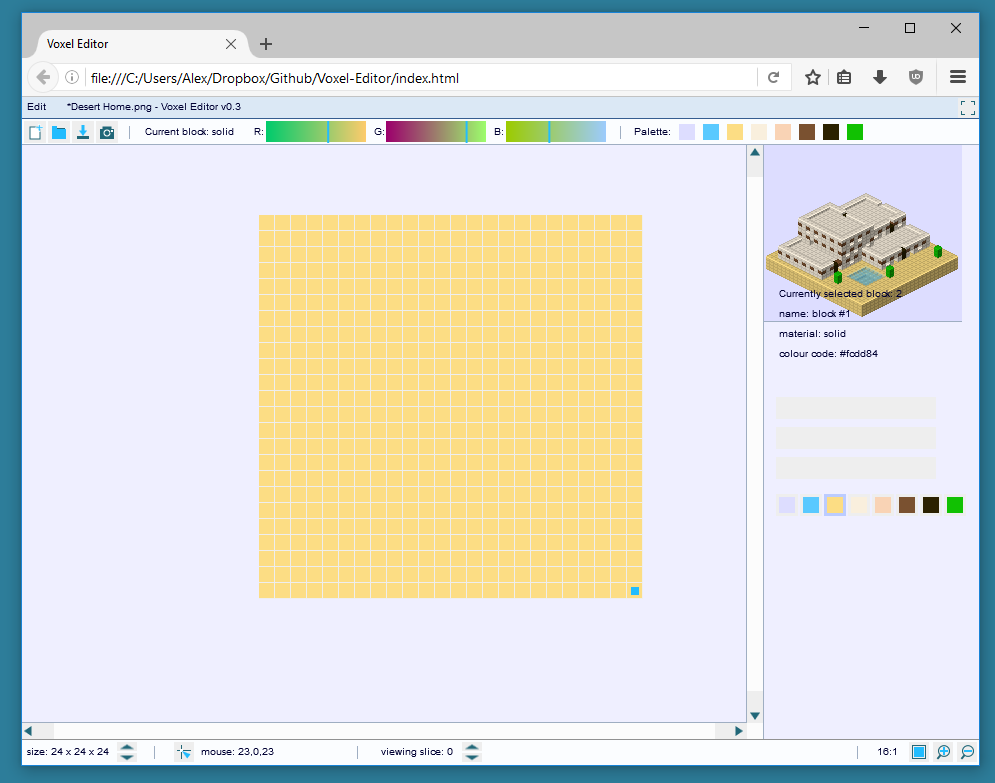 Voxel Editor
file:///C:/Users/Alex/Dropbox/Github/Voxel-Editor/index.html
UD
Edit *Desert Home.png - Voxel Editor v0.3
Current block: solid R: G: B: Palette:
Currently selected block: 2
name: block #1
material: solid
colour code: #fcdd84
size: 24 x 24 x 24 mouse: 23,0,23 viewing slice: 0 16:1